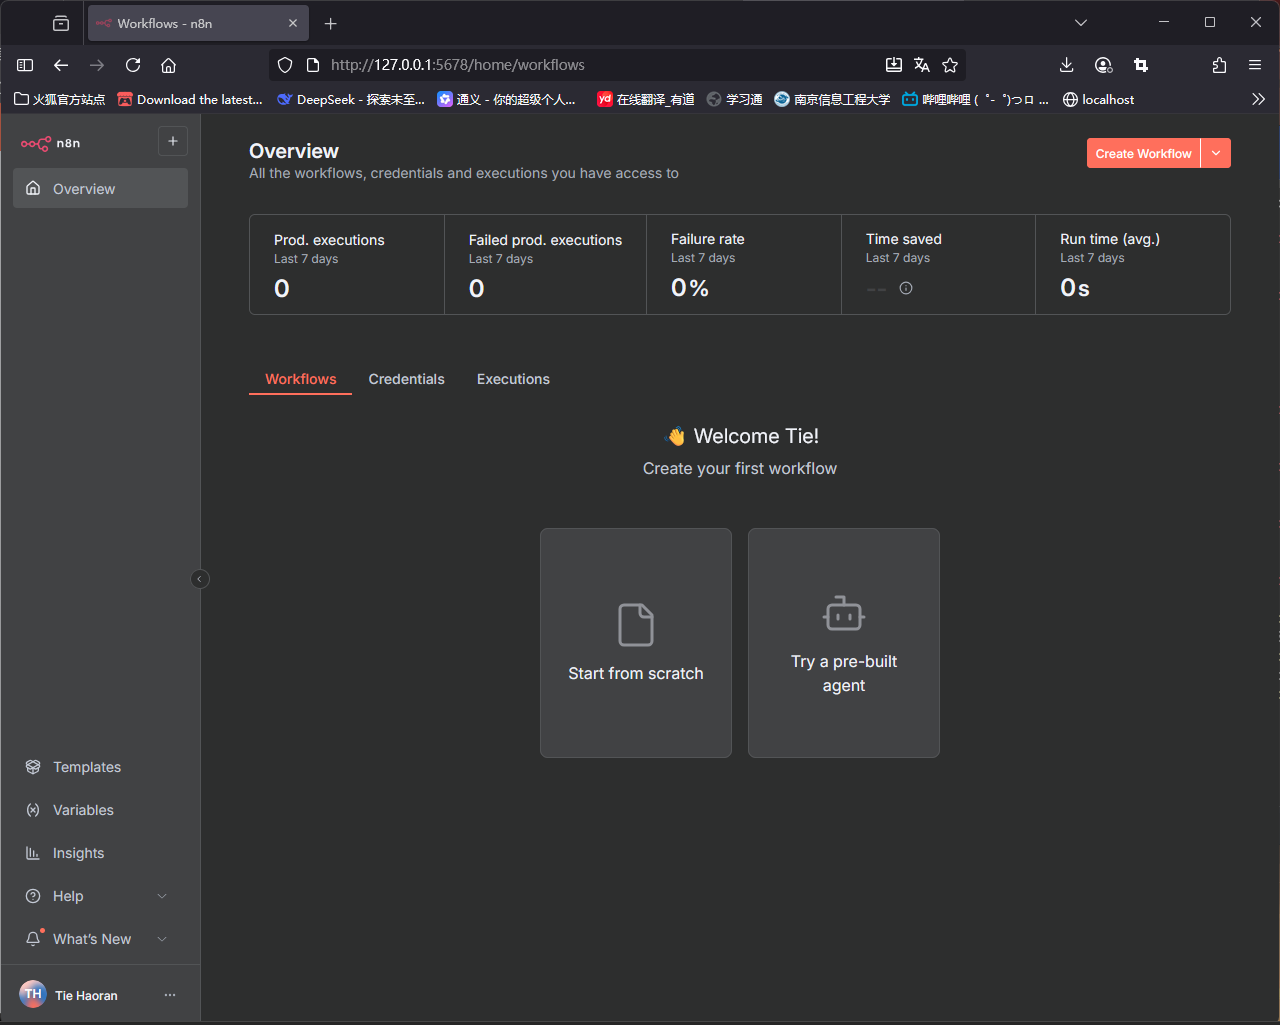 Workflows - n8n
http://127.0.0.1:5678/home/workflows
火狐官方站点
Download the latest...
DeepSeek - 探索未至...
通义 - 你的超级个人...
yd 在线翻译_有道
学习通
南京信息工程大学
哔哩哔哩 ( ゜- ゜)つロ ...
localhost
n8n
Overview
Overview
All the workflows, credentials and executions you have access to
Create Workflow
Prod. executions
Last 7 days
0
Failed prod. executions
Last 7 days
0
Failure rate
Last 7 days
0%
Time saved
Last 7 days
--
Run time (avg.)
Last 7 days
0s
Workflows
Credentials
Executions
👋 Welcome Tie!
Create your first workflow
Start from scratch
Try a pre-built
agent
Templates
Variables
Insights
Help
What's New
TH
Tie Haoran